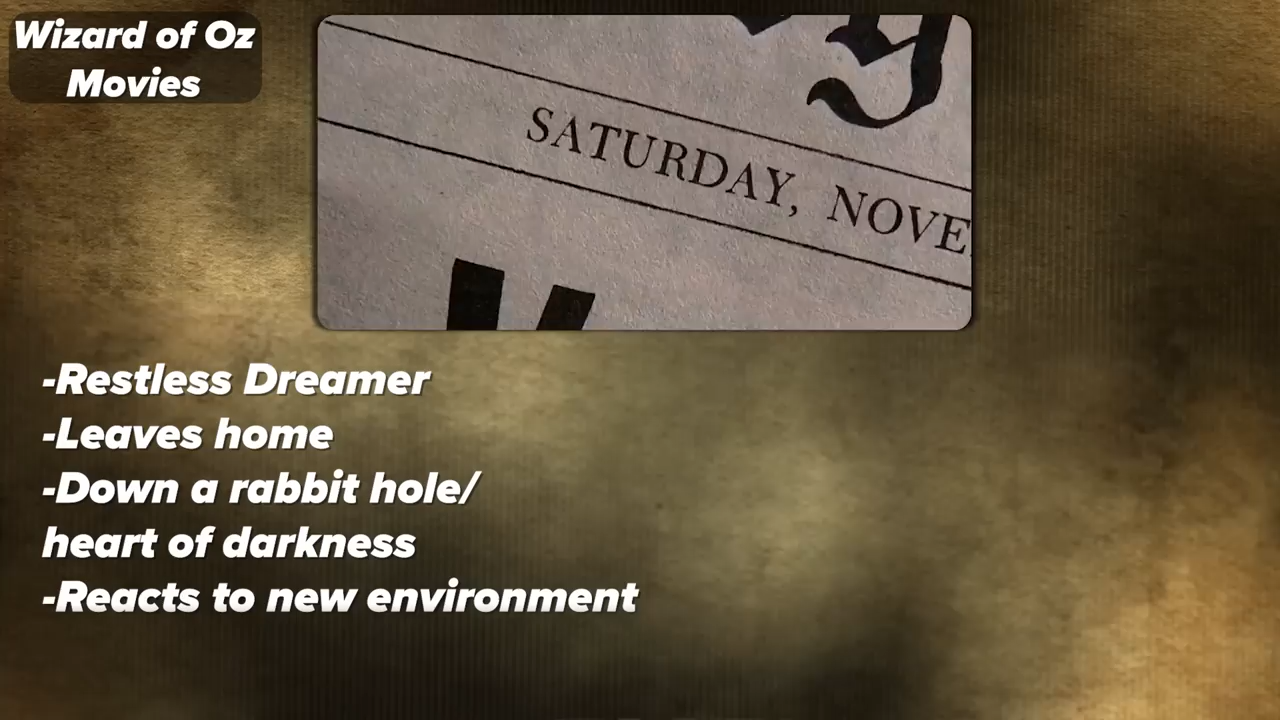 Wizard of Oz
Movies
SATURDAY, NOVE
-Restless Dreamer
-Leaves home
-Down a rabbit hole/
heart of darkness
-Reacts to new environment